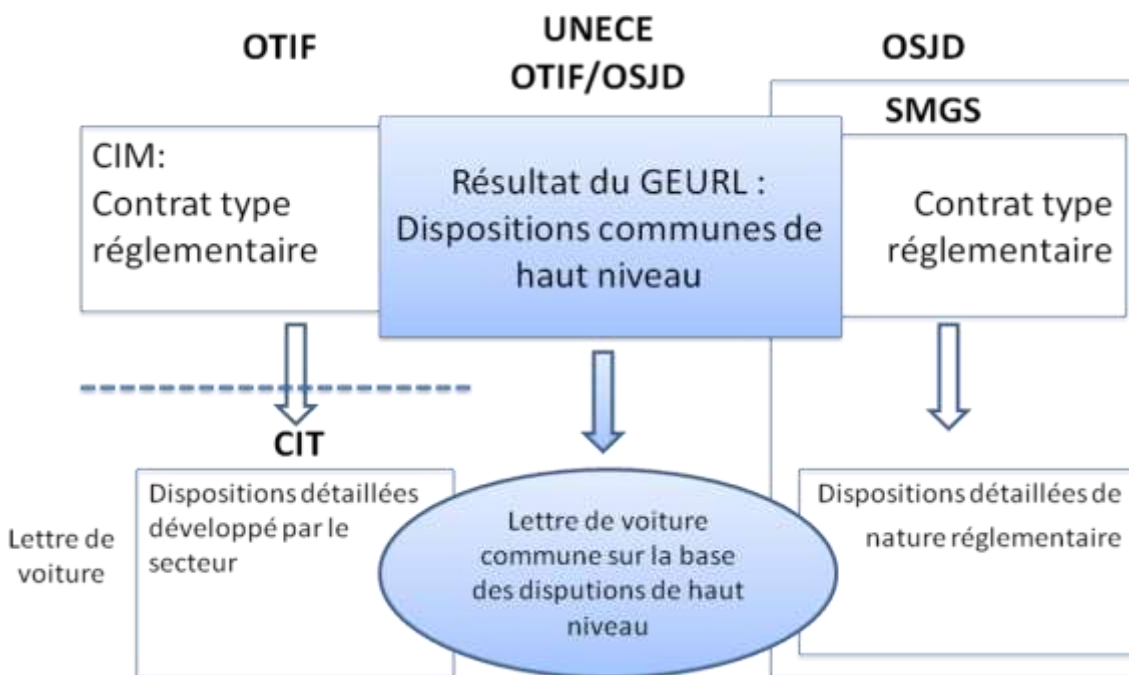 OTIF
UNECE
OTIF/OSJD
OSJD
SMGS
CIM:
Contrat type
réglementaire
Résultat du GEURL :
Dispositions communes de
haut niveau
Contrat type
réglementaire
CIT
Lettre de
voiture
Dispositions détaillées
développé par le
secteur
Lettre de voiture
commune sur la base
des disputions de haut
niveau
Dispositions détaillées de
nature réglementaire